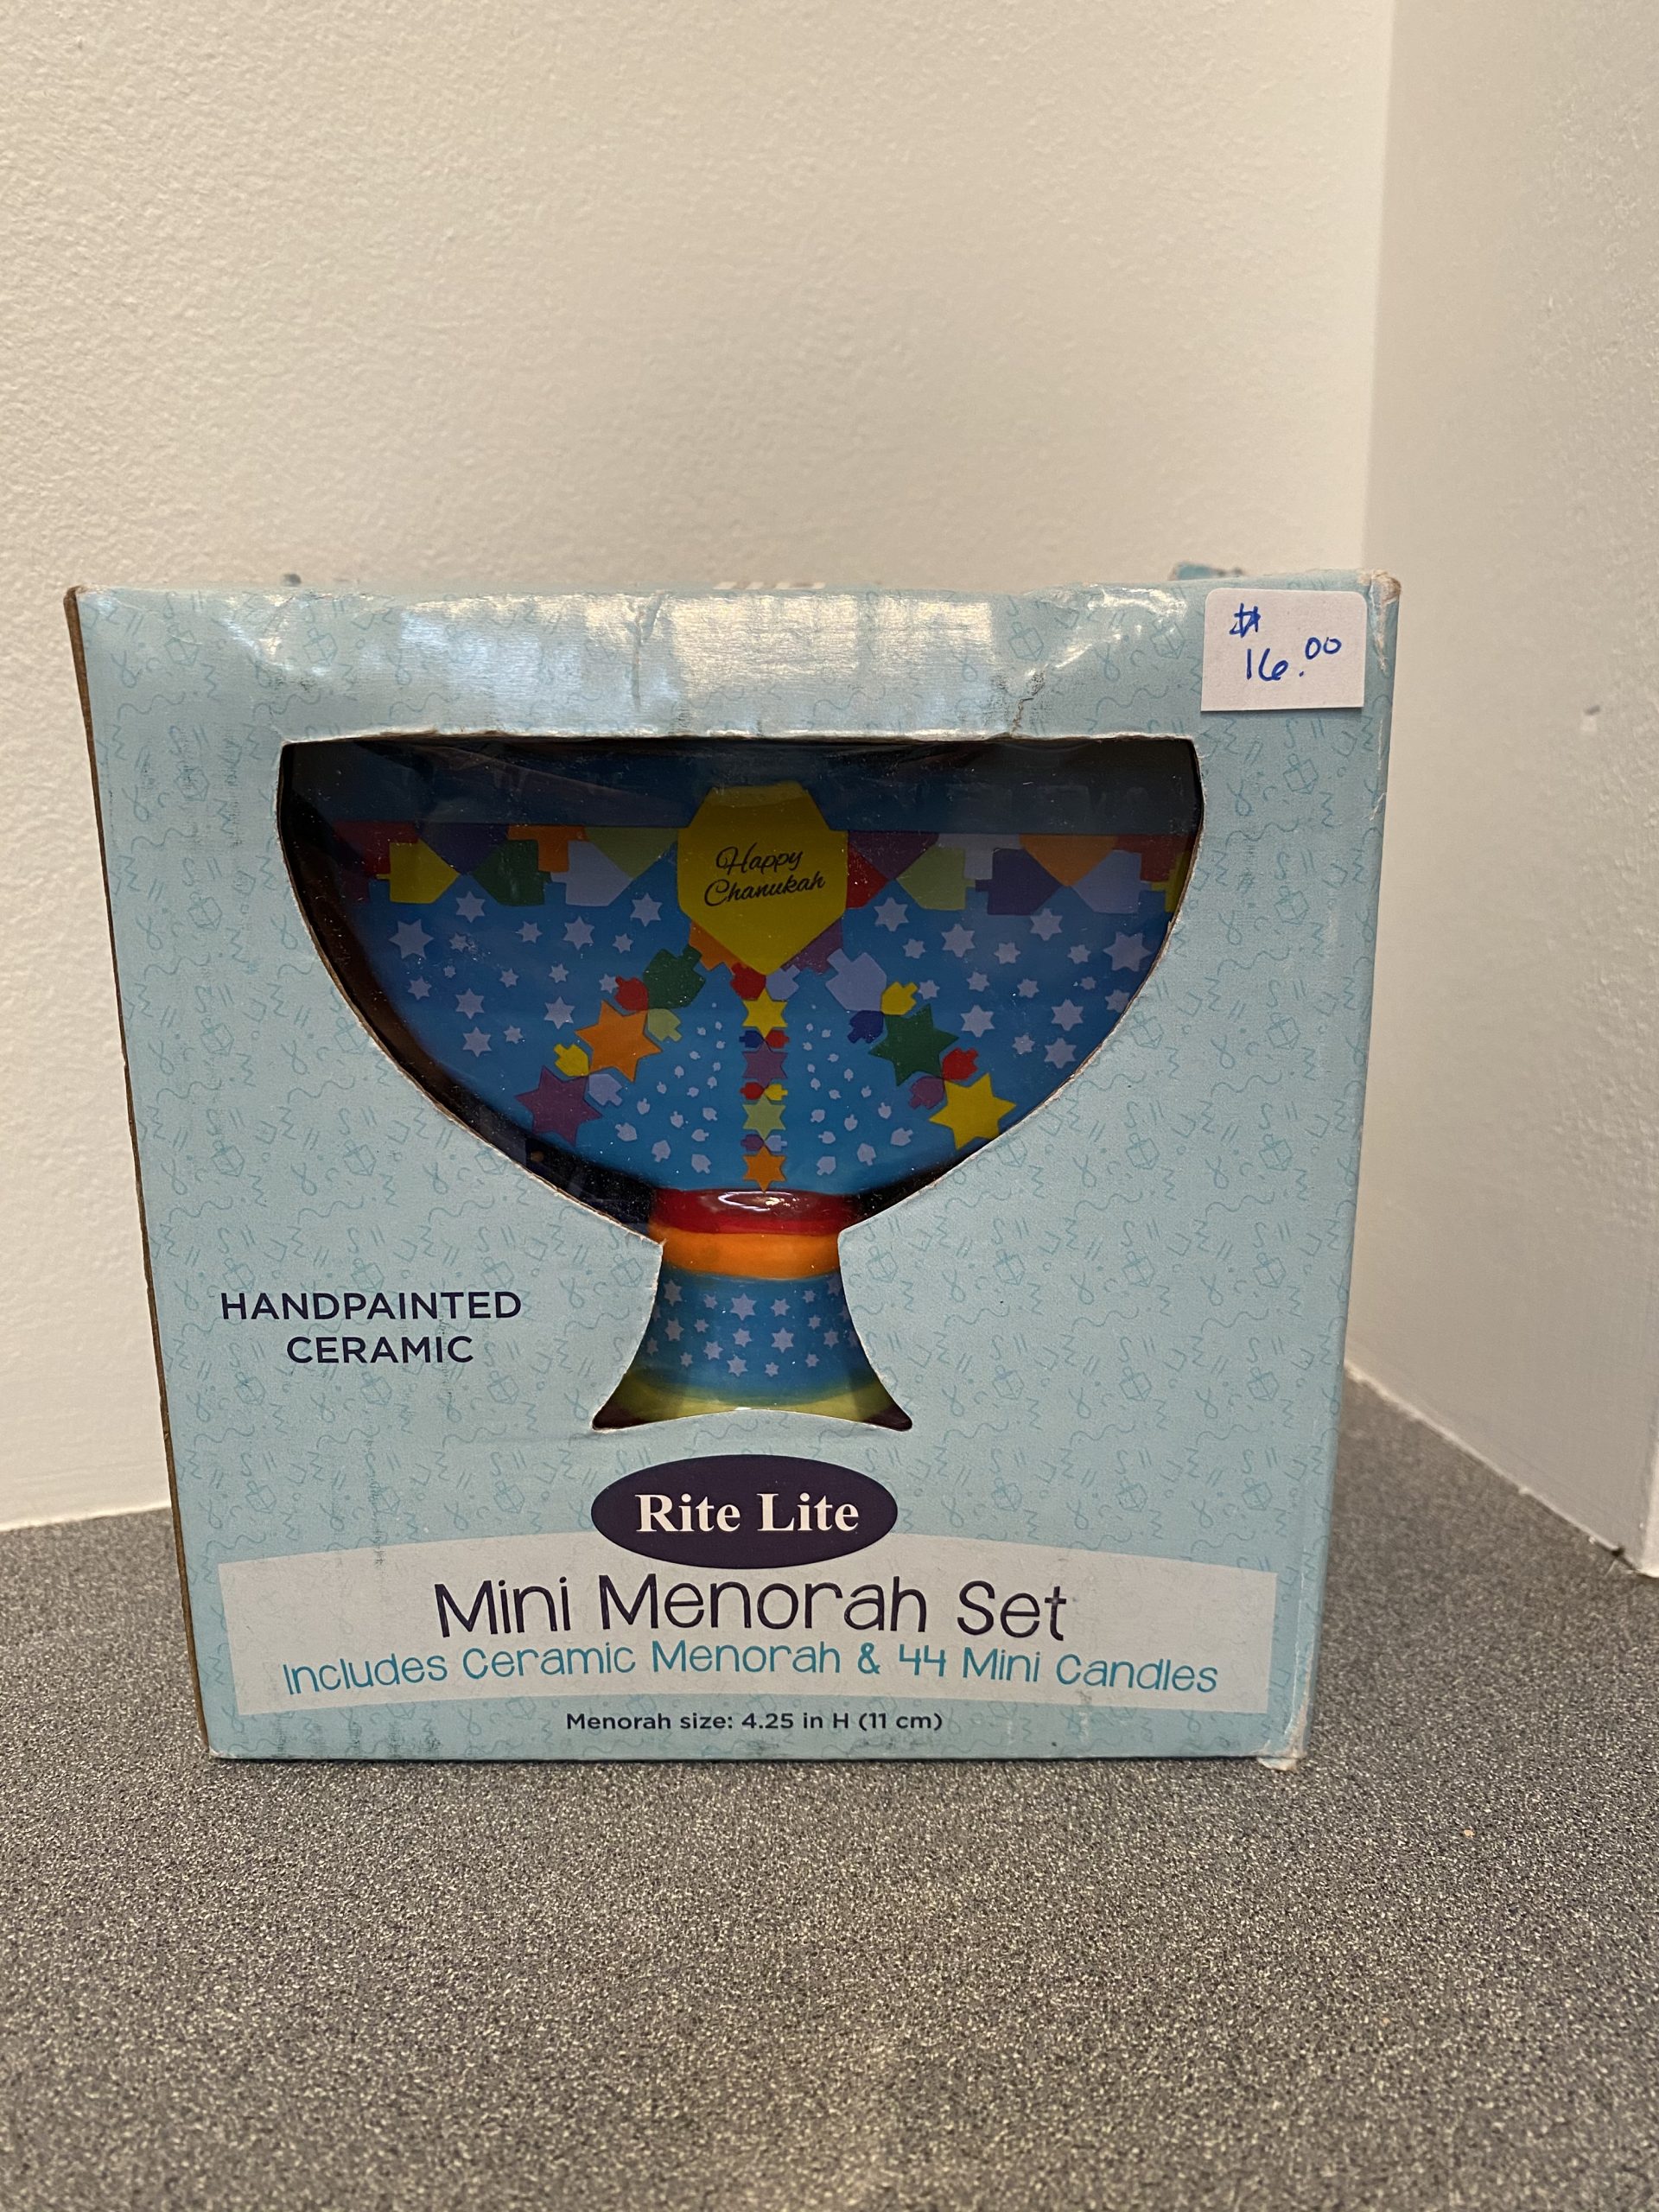 $
16.00
Happy
Chanukah
HANDPAINTED
CERAMIC
Rite Lite
Mini Menorah Set
Includes Ceramic Menorah & 44 Mini Candles
Menorah size: 4.25 in H (11 cm)